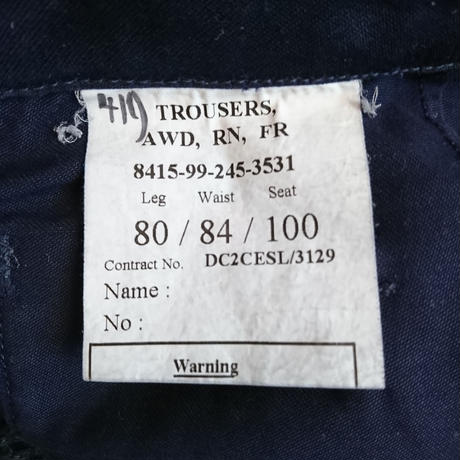 419 TROUSERS,
AWD, RN, FR
8415-99-245-3531
Leg Waist Seat
80 / 84 / 100
Contract No. DC2CESL/3129
Name :
No :
Warning